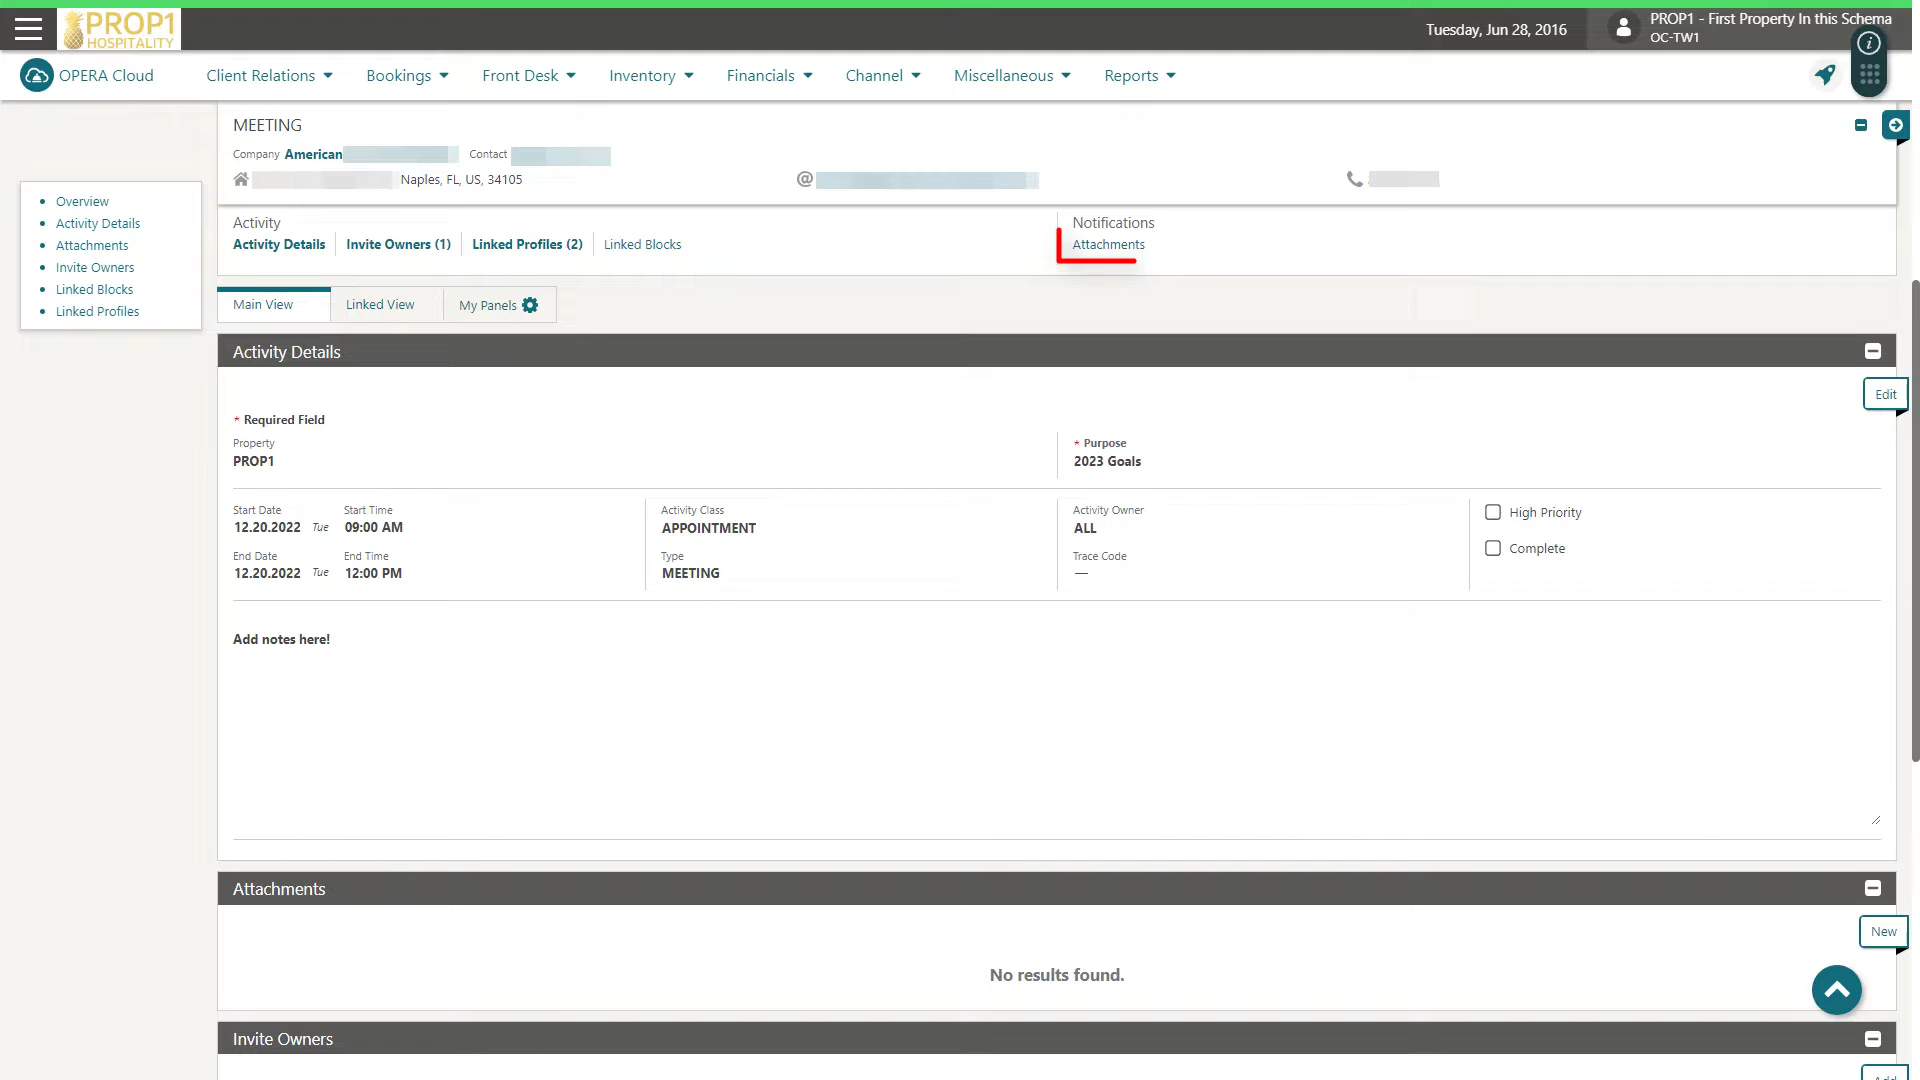 PROP1
HOSPITALITY
Tuesday, Jun 28, 2016
PROP1 - First Property In this Schema
OC-TW1
OPERA Cloud
Client Relations
Bookings
Front Desk
Inventory
Financials
Channel
Miscellaneous
Reports
Overview
Activity Details
Attachments
Invite Owners
Linked Blocks
Linked Profiles
MEETING
Company American
Contact
Naples, FL, US, 34105
@
Activity
Activity Details
Invite Owners (1)
Linked Profiles (2)
Linked Blocks
Notifications
Attachments
Main View
Linked View
My Panels
Activity Details
Edit
* Required Field
Property
PROP1
* Purpose
2023 Goals
Start Date
12.20.2022 Tue
Start Time
09:00 AM
End Date
12.20.2022 Tue
End Time
12:00 PM
Activity Class
APPOINTMENT
Type
MEETING
Activity Owner
ALL
Trace Code
—
High Priority
Complete
Add notes here!
Attachments
New
No results found.
Invite Owners